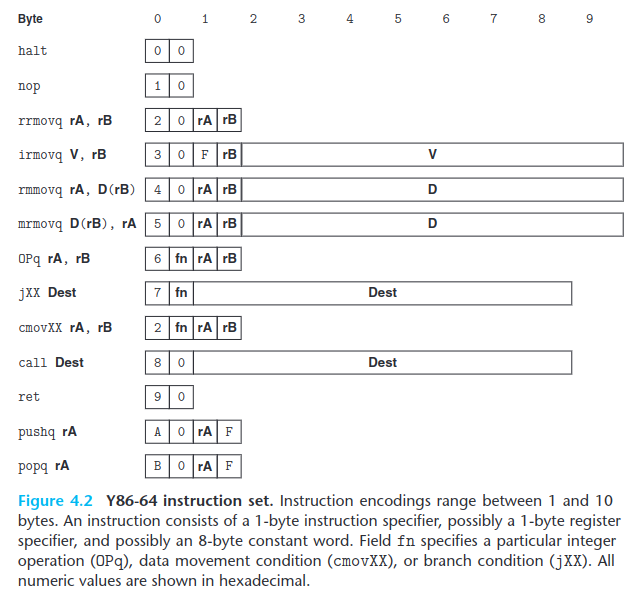 Byte 0 1 2 3 4 5 6 7 8 9
halt 0 0
nop 1 0
rrmovq rA, rB 2 0 rA rB
irmovq V, rB 3 0 F rB V
rmmovq rA, D(rB) 4 0 rA rB D
mrmovq D(rB), rA 5 0 rA rB D
OPq rA, rB 6 fn rA rB
jXX Dest 7 fn Dest
cmovXX rA, rB 2 fn rA rB
call Dest 8 0 Dest
ret 9 0
pushq rA A 0 rA F
popq rA B 0 rA F
Figure 4.2 Y86-64 instruction set. Instruction encodings range between 1 and 10
bytes. An instruction consists of a 1-byte instruction specifier, possibly a 1-byte register
specifier, and possibly an 8-byte constant word. Field fn specifies a particular integer
operation (OPq), data movement condition (cmovXX), or branch condition (jXX). All
numeric values are shown in hexadecimal.